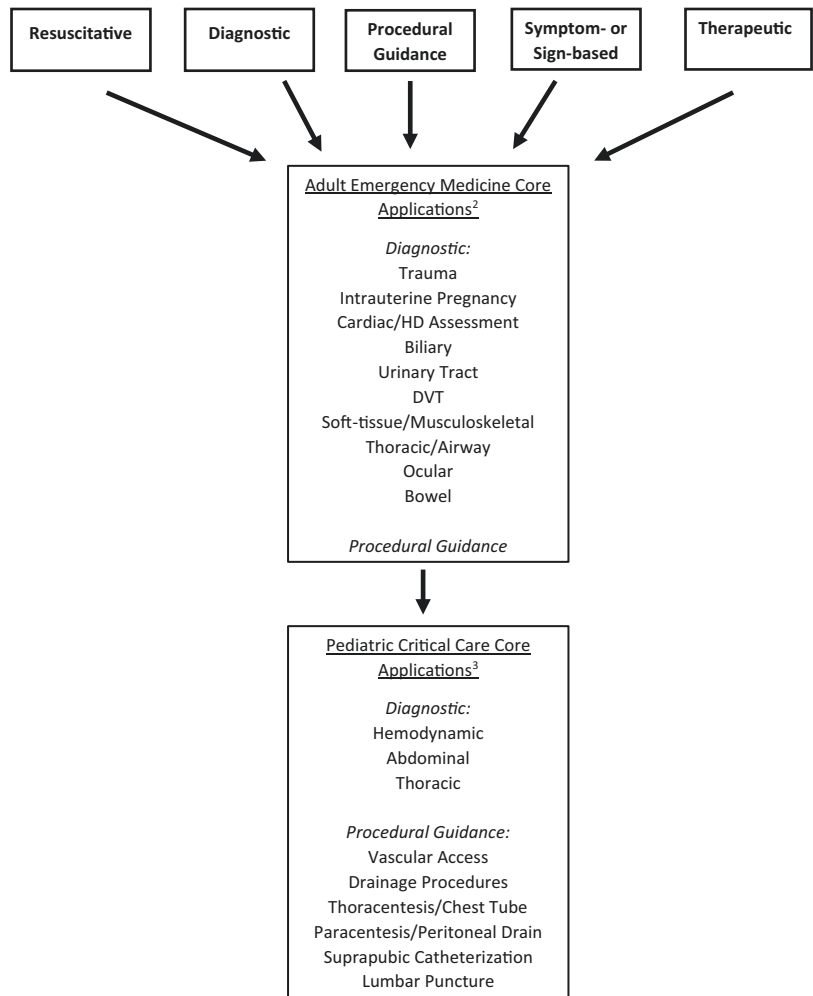 Resuscitative
Diagnostic
Procedural
Guidance
Symptom- or
Sign-based
Therapeutic
Adult Emergency Medicine Core
Applications²
Diagnostic:
Trauma
Intrauterine Pregnancy
Cardiac/HD Assessment
Biliary
Urinary Tract
DVT
Soft-tissue/Musculoskeletal
Thoracic/Airway
Ocular
Bowel
Procedural Guidance
Pediatric Critical Care Core
Applications³
Diagnostic:
Hemodynamic
Abdominal
Thoracic
Procedural Guidance:
Vascular Access
Drainage Procedures
Thoracentesis/Chest Tube
Paracentesis/Peritoneal Drain
Suprapubic Catheterization
Lumbar Puncture